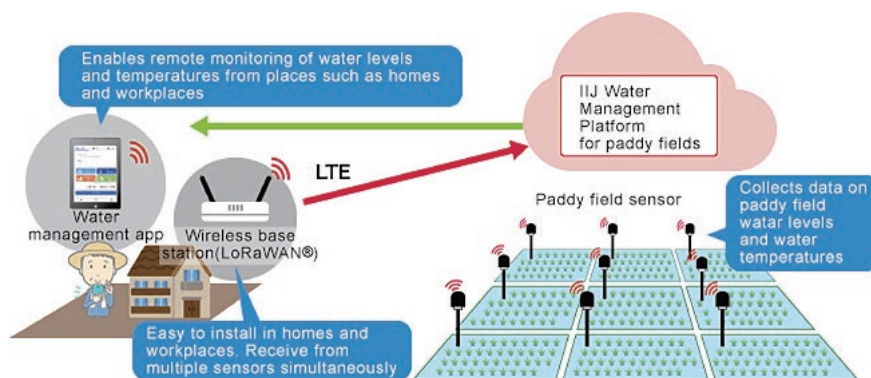 Enables remote monitoring of water levels
and temperatures from places such as homes
and workplaces
IIJ Water
Management
Platform
for paddy fields
LTE
Water
management app
Wireless base
station(LoRaWAN®)
Paddy field sensor
Collects data on
paddy field
watar levels
and water
temperatures
Easy to install in homes and
workplaces. Receive from
multiple sensors simultaneously